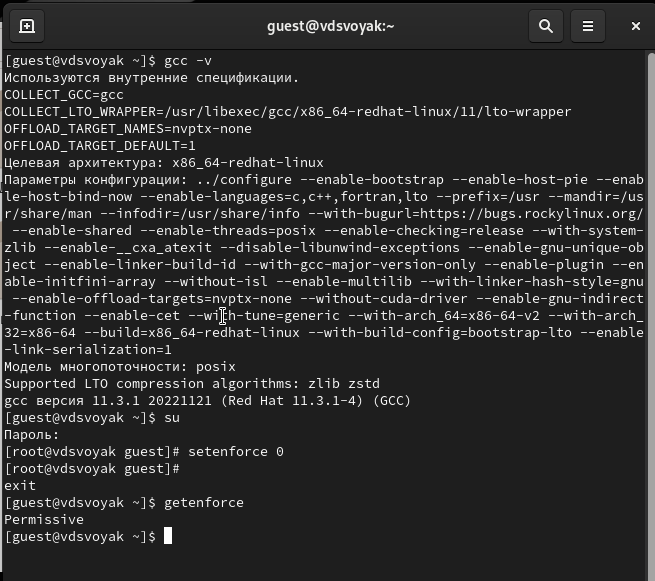 guest@vdsvoyak:~
[guest@vdsvoyak ~]$ gcc -v
Используются внутренние спецификации.
COLLECT_GCC=gcc
COLLECT_LTO_WRAPPER=/usr/libexec/gcc/x86_64-redhat-linux/11/lto-wrapper
OFFLOAD_TARGET_NAMES=nvptx-none
OFFLOAD_TARGET_DEFAULT=1
Целевая архитектура: x86_64-redhat-linux
Параметры конфигурации: ../configure --enable-bootstrap --enable-host-pie --enab
le-host-bind-now --enable-languages=c,c++,fortran,lto --prefix=/usr --mandir=/us
r/share/man --infodir=/usr/share/info --with-bugurl=https://bugs.rockylinux.org/
--enable-shared --enable-threads=posix --enable-checking=release --with-system-
zlib --enable-__cxa_atexit --disable-libunwind-exceptions --enable-gnu-unique-ob
ject --enable-linker-build-id --with-gcc-major-version-only --enable-plugin --en
able-initfini-array --without-isl --enable-multilib --with-linker-hash-style=gnu
--enable-offload-targets=nvptx-none --without-cuda-driver --enable-gnu-indirect
-function --enable-cet --with-tune=generic --with-arch_64=x86-64-v2 --with-arch_
32=x86-64 --build=x86_64-redhat-linux --with-build-config=bootstrap-lto --enable
-link-serialization=1
Модель многопоточности: posix
Supported LTO compression algorithms: zlib zstd
gcc версия 11.3.1 20221121 (Red Hat 11.3.1-4) (GCC)
[guest@vdsvoyak ~]$ su
Пароль:
[root@vdsvoyak guest]# setenforce 0
[root@vdsvoyak guest]#
exit
[guest@vdsvoyak ~]$ getenforce
Permissive
[guest@vdsvoyak ~]$